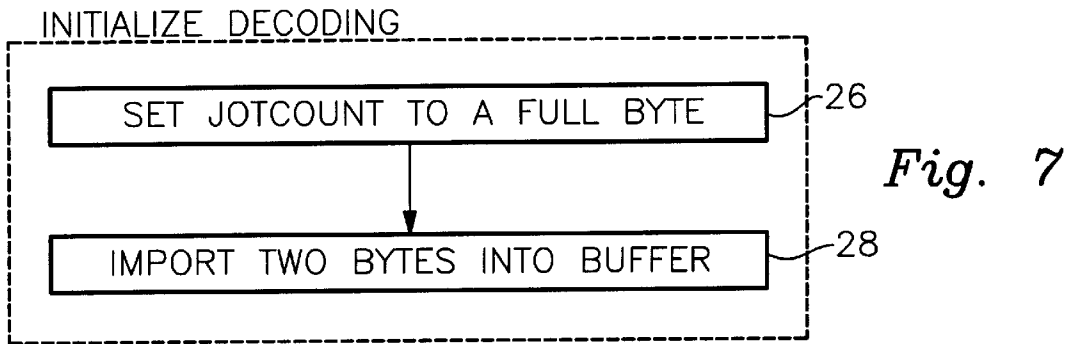 INITIALIZE DECODING
SET JOTCOUNT TO A FULL BYTE
26
Fig. 7
IMPORT TWO BYTES INTO BUFFER
28